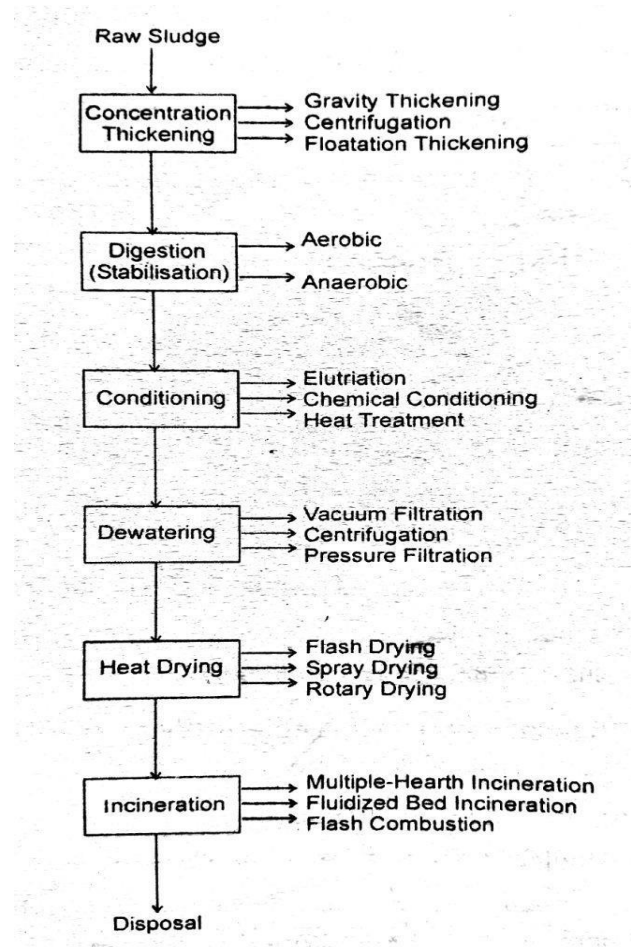 Raw Sludge
Concentration
Thickening
Gravity Thickening
Centrifugation
Floatation Thickening
Digestion
(Stabilisation)
Aerobic
Anaerobic
Conditioning
Elutriation
Chemical Conditioning
Heat Treatment
Dewatering
Vacuum Filtration
Centrifugation
Pressure Filtration
Heat Drying
Flash Drying
Spray Drying
Rotary Drying
Incineration
Multiple-Hearth Incineration
Fluidized Bed Incineration
Flash Combustion
Disposal